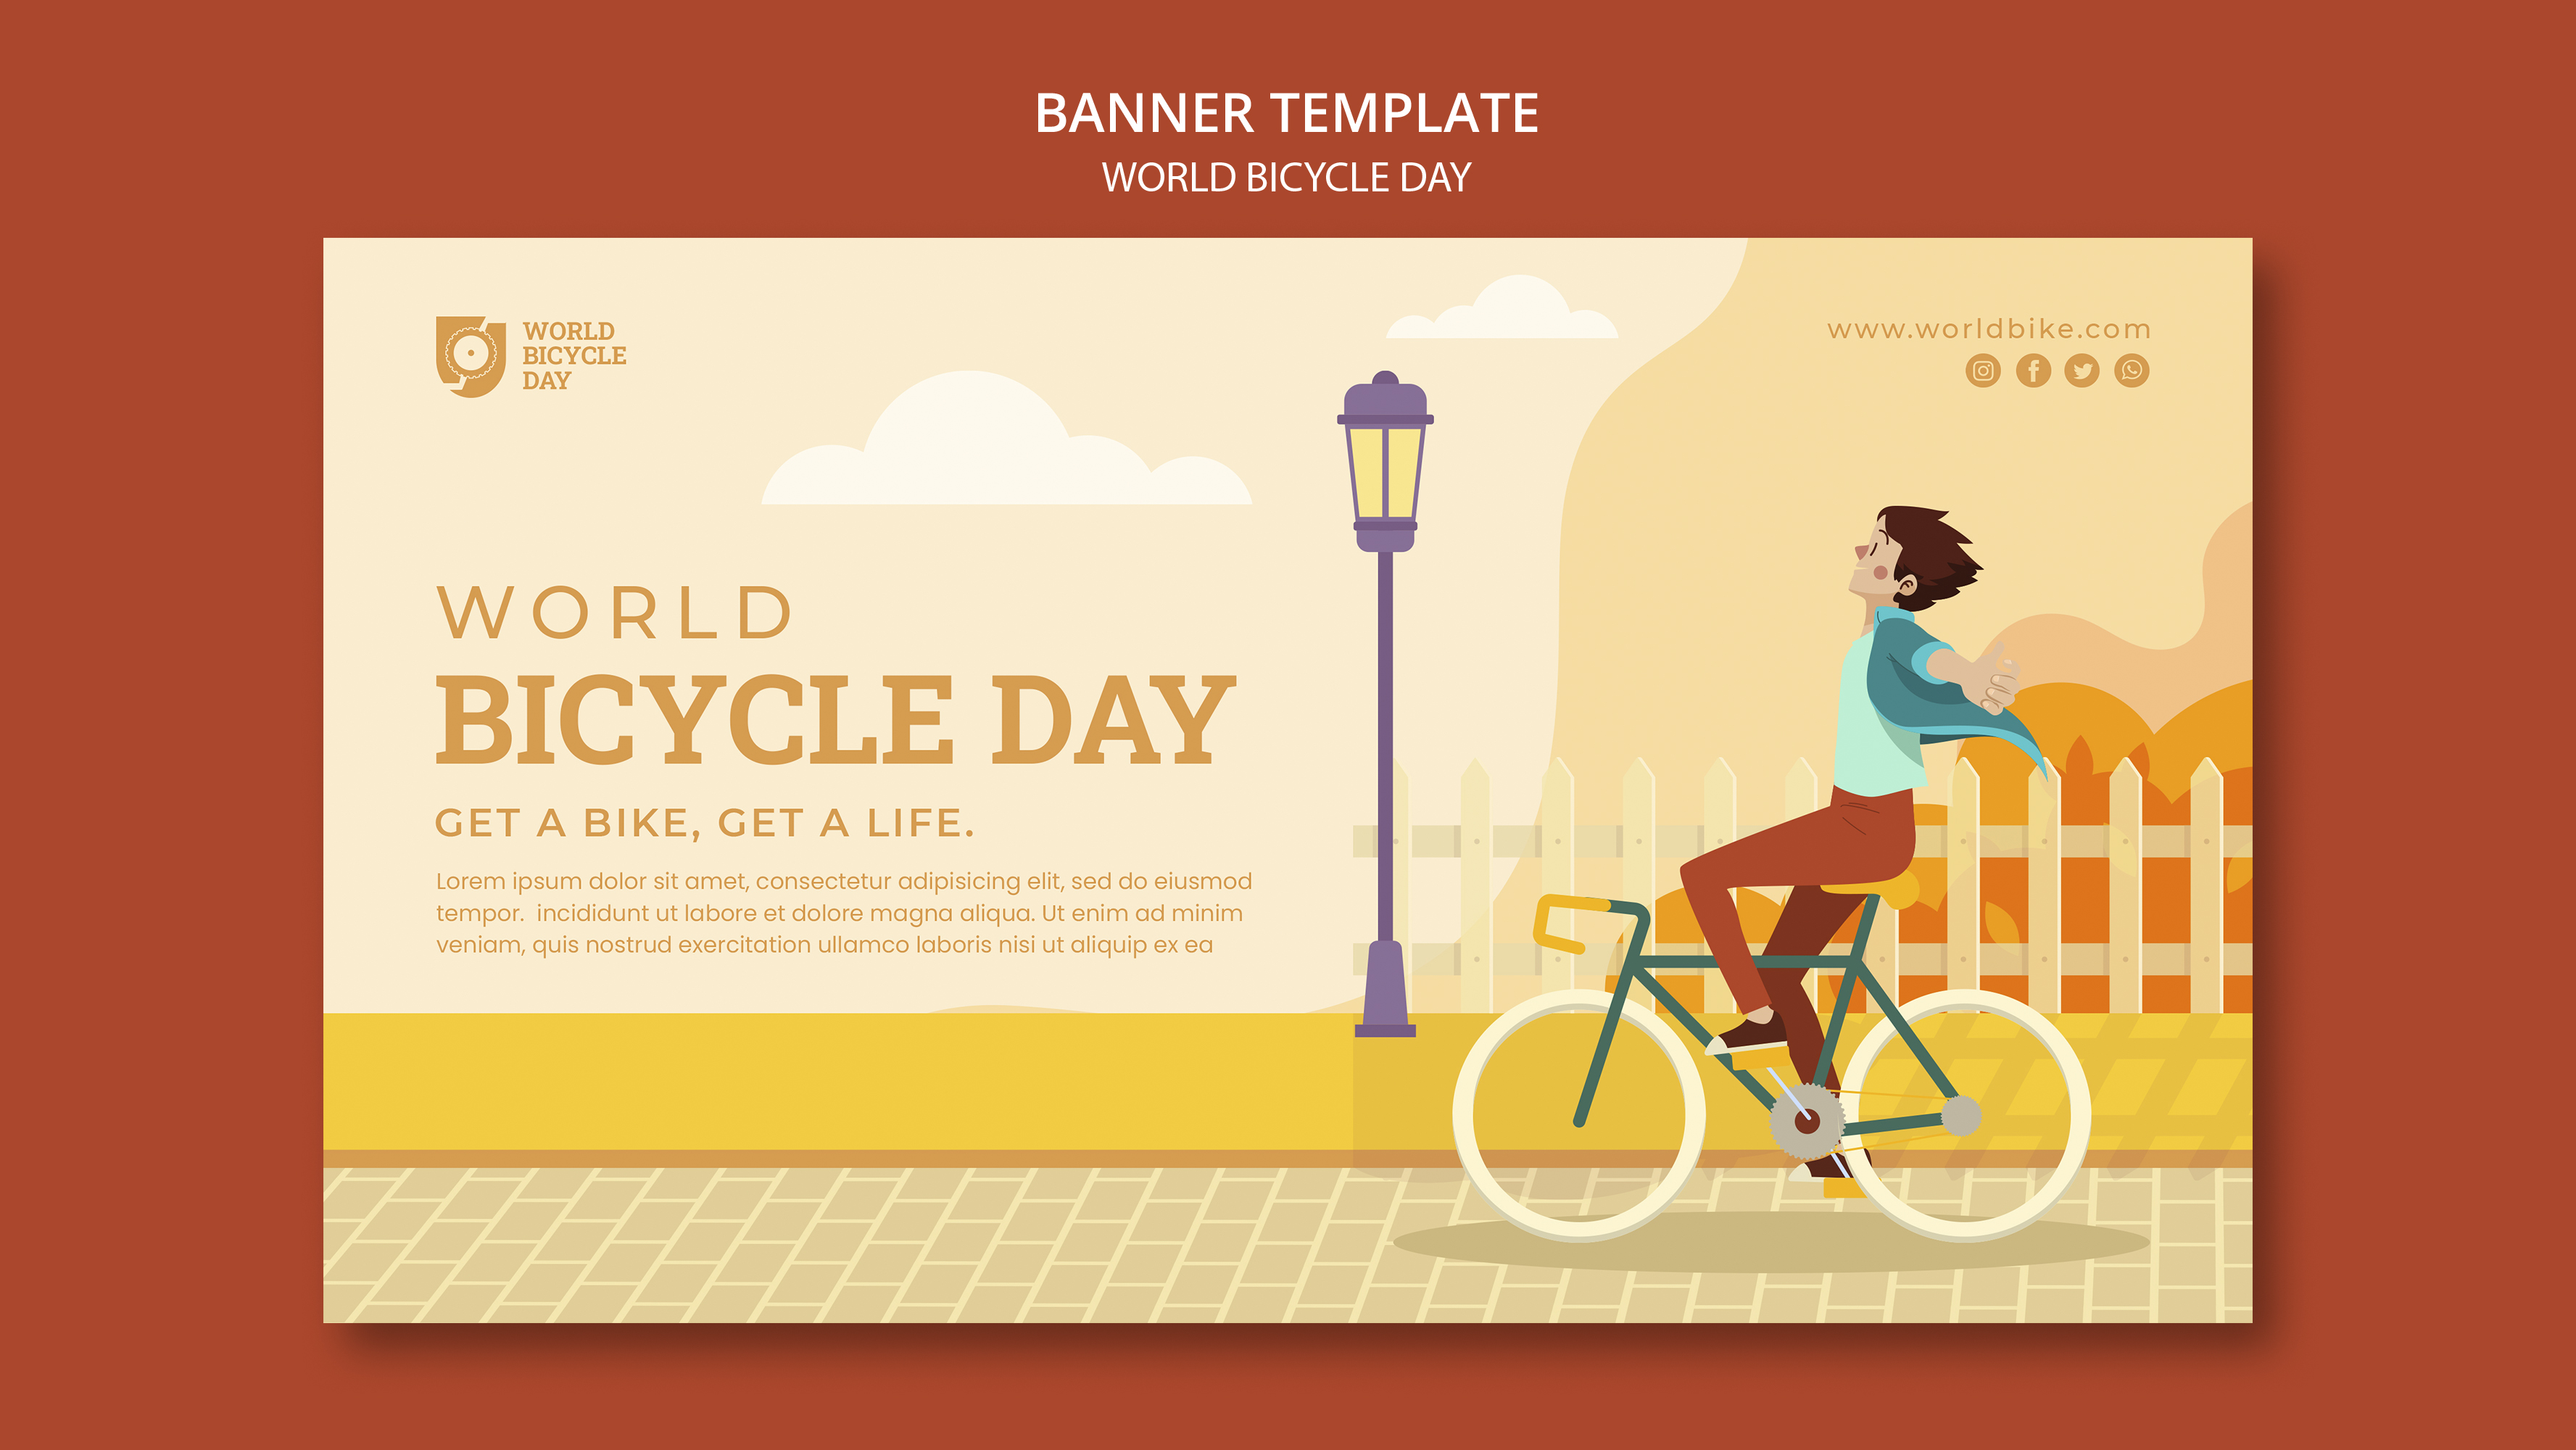 BANNER TEMPLATE
WORLD BICYCLE DAY
WORLD
BICYCLE
DAY
www.worldbike.com
WORLD
BICYCLE DAY
GET A BIKE, GET A LIFE.
Lorem ipsum dolor sit amet, consectetur adipisicing elit, sed do eiusmod
tempor.  incididunt ut labore et dolore magna aliqua. Ut enim ad minim
veniam, quis nostrud exercitation ullamco laboris nisi ut aliquip ex ea